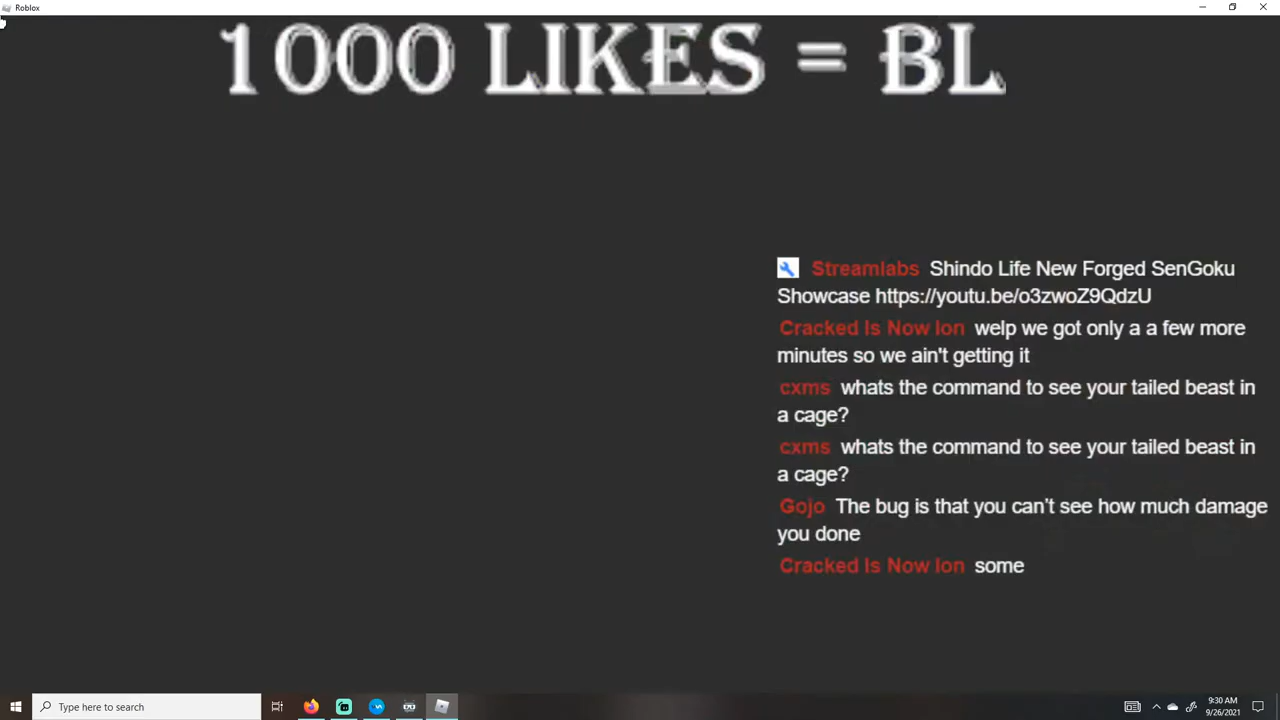 Roblox
1000 LIKES = BL
Streamlabs Shindo Life New Forged SenGoku
Showcase https://youtu.be/o3zwoZ9QdzU
Cracked Is Now Ion welp we got only a a few more
minutes so we ain't getting it
cxms whats the command to see your tailed beast in
a cage?
cxms whats the command to see your tailed beast in
a cage?
Gojo The bug is that you can't see how much damage
you done
Cracked Is Now Ion some
Type here to search
9:30 AM
9/26/2021